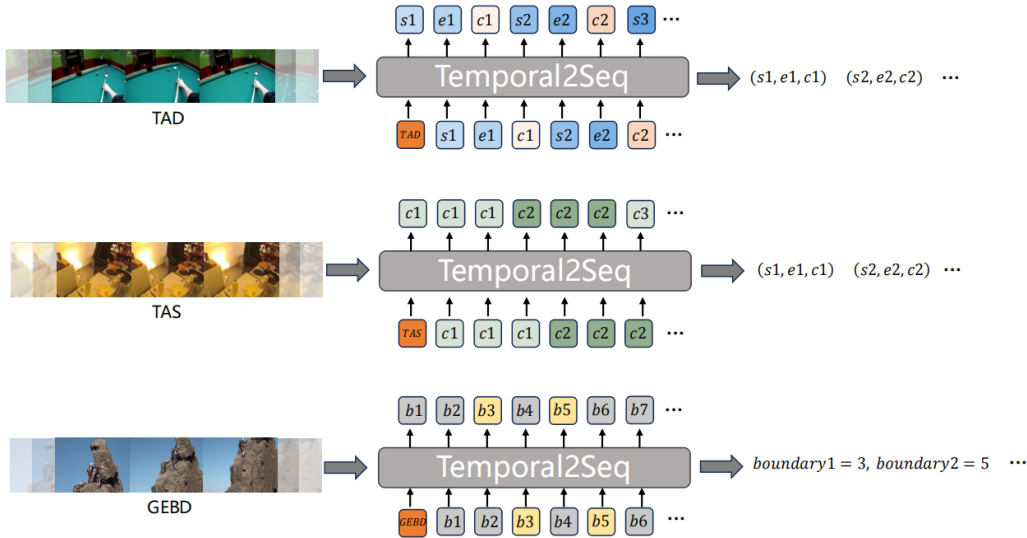 s1 e1 c1 s2 e2 c2 s3 ...
Temporal2Seq
(s1, e1, c1) (s2, e2, c2) ...
TAD
TAD s1 e1 c1 s2 e2 c2 ...
c1 c1 c1 c2 c2 c2 c3 ...
Temporal2Seq
(s1, e1, c1) (s2, e2, c2) ...
TAS
TAS c1 c1 c1 c2 c2 c2 ...
b1 b2 b3 b4 b5 b6 b7 ...
Temporal2Seq
boundary1 = 3, boundary2 = 5 ...
GEBD
GEBD b1 b2 b3 b4 b5 b6 ...